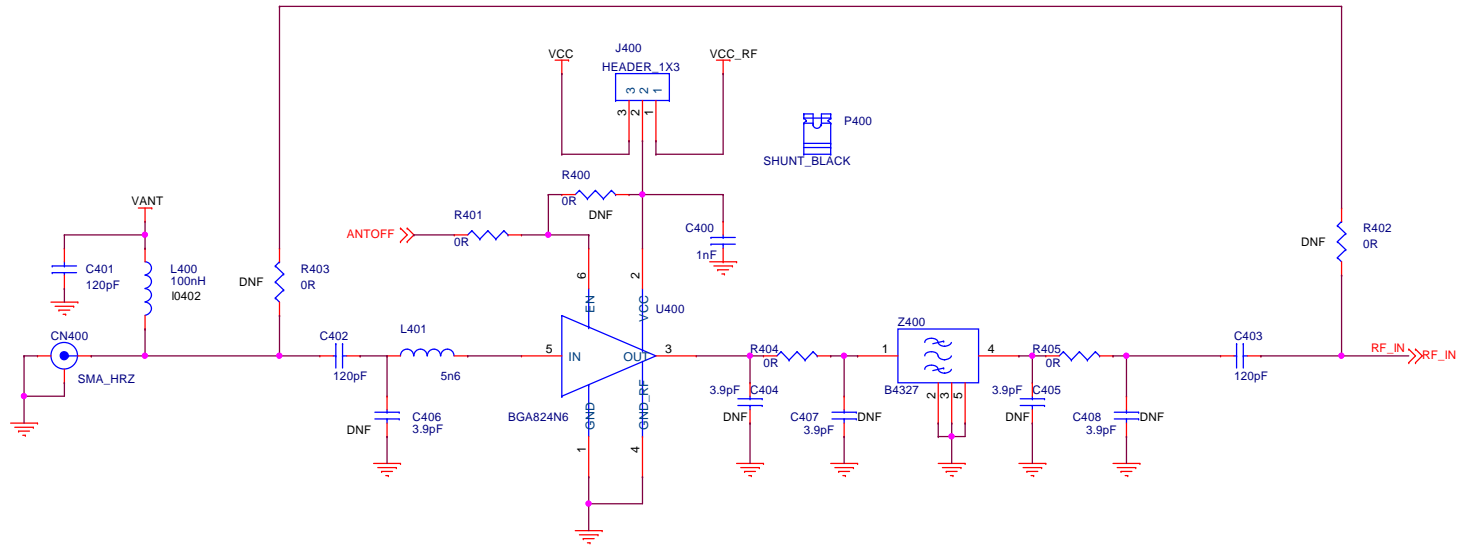 J400
VCC
VCC_RF
HEADER_1X3
3 2 1
3 2 1
P400
SHUNT_BLACK
R400
0R
DNF
VANT
R401
ANTOFF
0R
C400
1nF
R402
DNF
0R
C401
120pF
L400
100nH
l0402
DNF
R403
0R
6
2
EN
VCC
U400
CN400
SMA_HRZ
C402
120pF
L401
5n6
5
IN
OUT
3
R404
0R
Z400
1
4
B4327
2 3 5
R405
0R
C403
120pF
RF_IN
RF_IN
3.9pF
C404
DNF
C407
3.9pF
DNF
3.9pF
C405
DNF
C408
3.9pF
DNF
C406
DNF
3.9pF
BGA824N6
GND
GND_RF
1
4